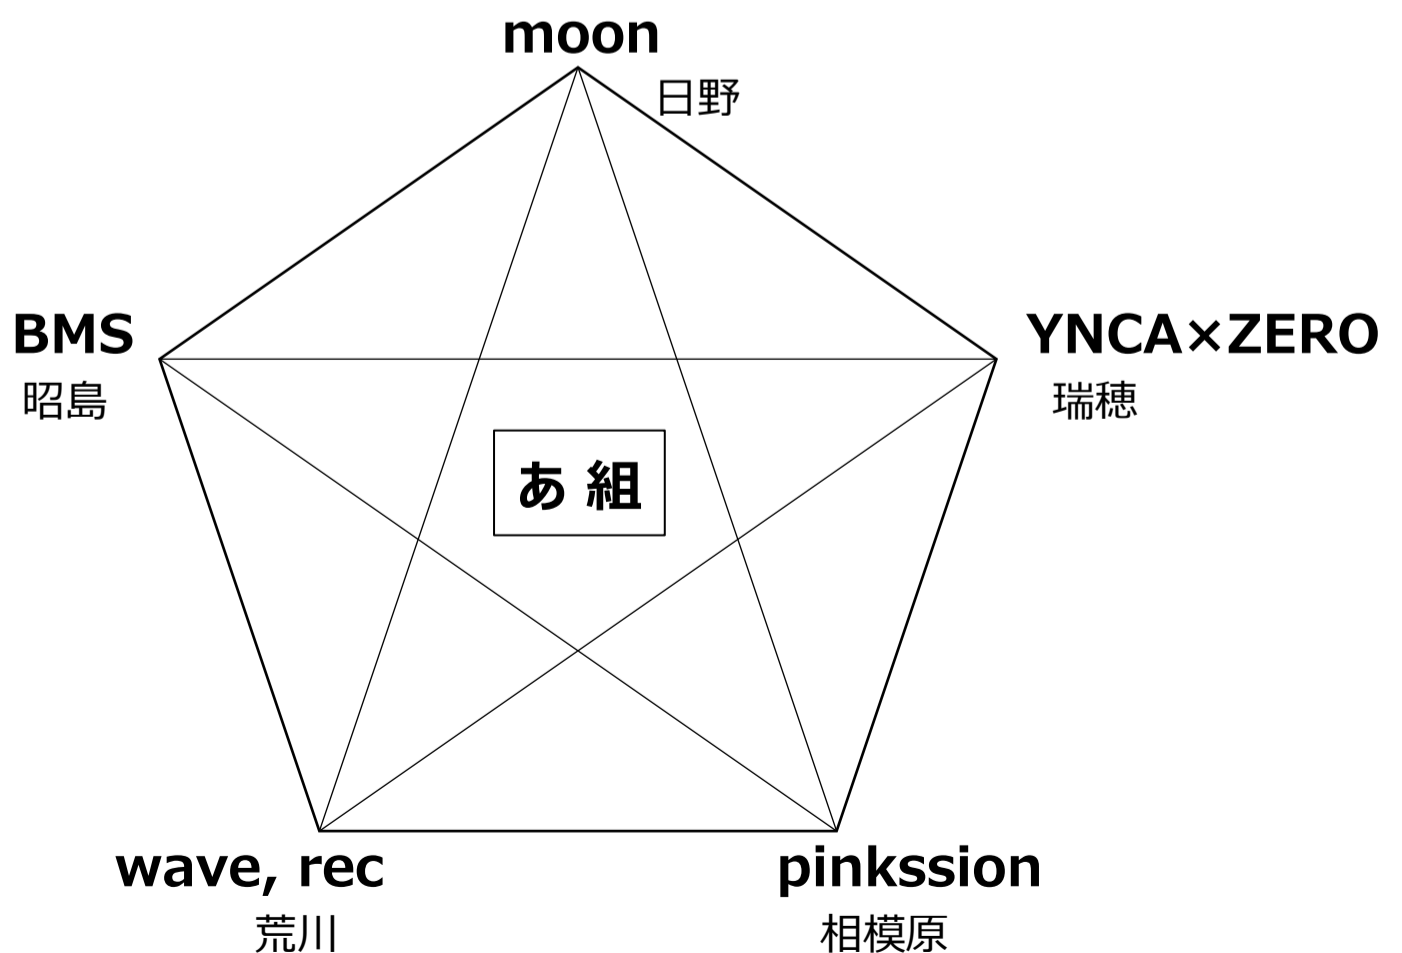 moon
日野
BMS
昭島
YNCA×ZERO
瑞穂
あ 組
wave, rec
荒川
pinkssion
相模原